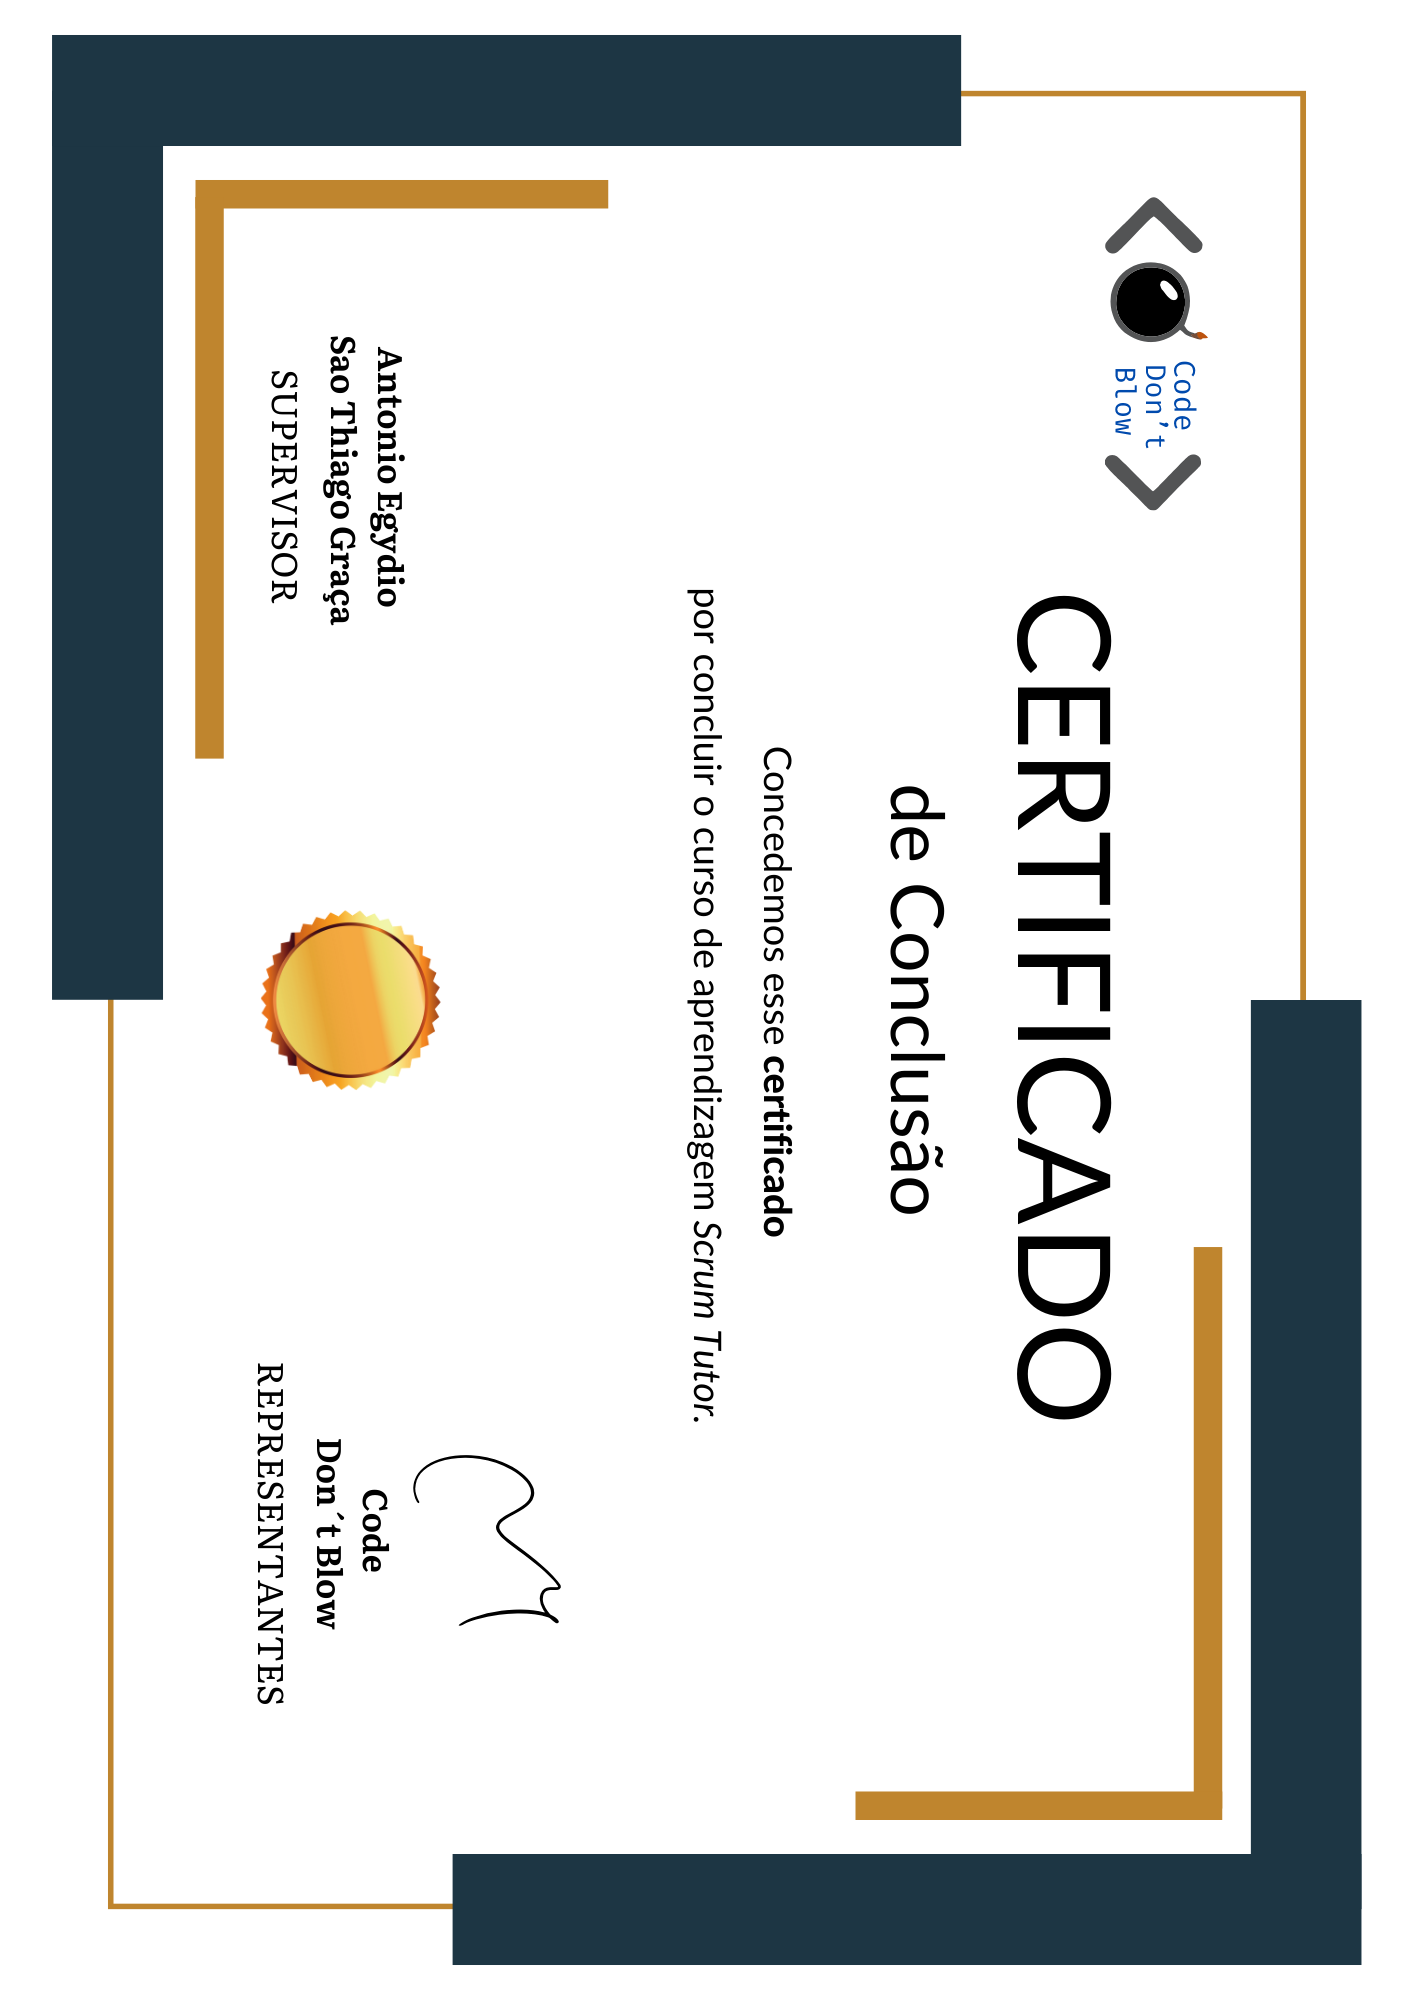 Code
Don't
Blow
CERTIFICADO
de Conclusão
Concedemos esse certificado
por concluir o curso de aprendizagem Scrum Tutor.
Antonio Egydio
Sao Thiago Graça
SUPERVISOR
Code
Don´t Blow
REPRESENTANTES